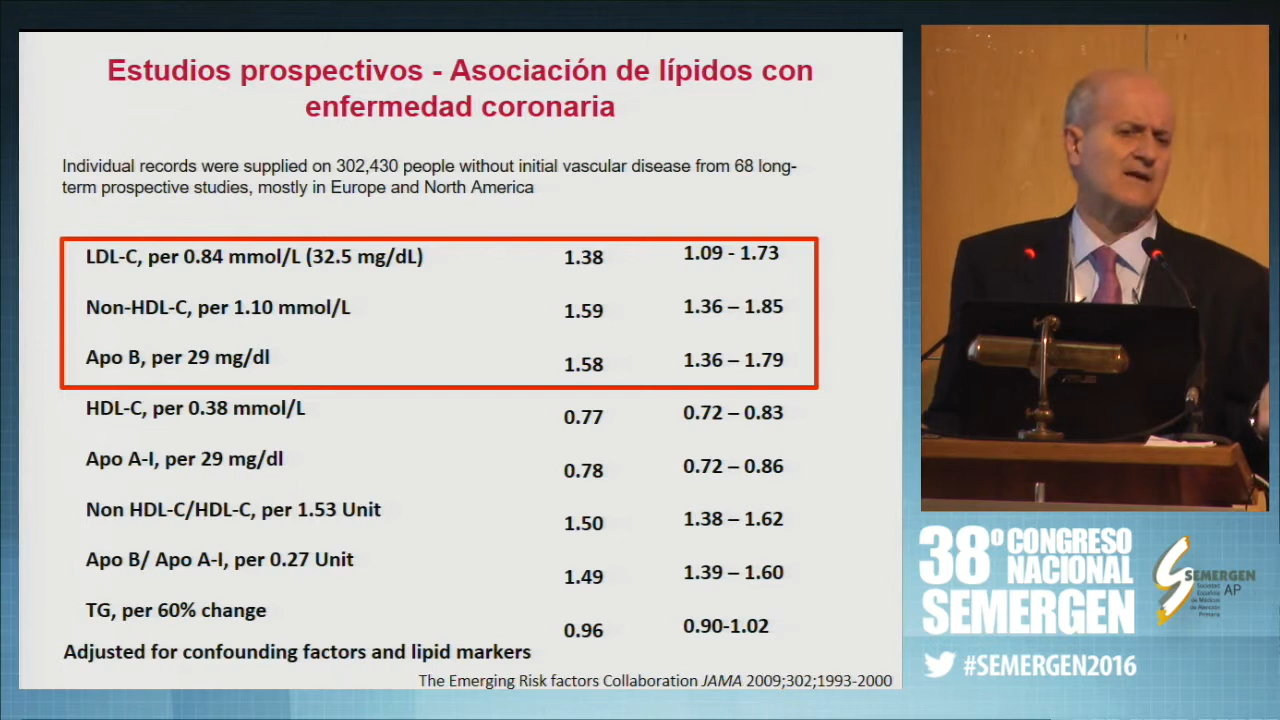 Estudios prospectivos - Asociación de lípidos con
enfermedad coronaria
Individual records were supplied on 302,430 people without initial vascular disease from 68 long-
term prospective studies, mostly in Europe and North America
LDL-C, per 0.84 mmol/L (32.5 mg/dL) 1.38 1.09 - 1.73
Non-HDL-C, per 1.10 mmol/L 1.59 1.36 – 1.85
Apo B, per 29 mg/dl 1.58 1.36 – 1.79
HDL-C, per 0.38 mmol/L 0.77 0.72 – 0.83
Apo A-I, per 29 mg/dl 0.78 0.72 – 0.86
Non HDL-C/HDL-C, per 1.53 Unit 1.50 1.38 – 1.62
Apo B/ Apo A-I, per 0.27 Unit 1.49 1.39 – 1.60
TG, per 60% change 0.96 0.90-1.02
Adjusted for confounding factors and lipid markers
The Emerging Risk factors Collaboration JAMA 2009;302;1993-2000
38º CONGRESO
NACIONAL
SEMERGEN
#SEMERGEN2016
SEMERGEN
AP
Sociedad
Española
de Médicos
de Atención
Primaria